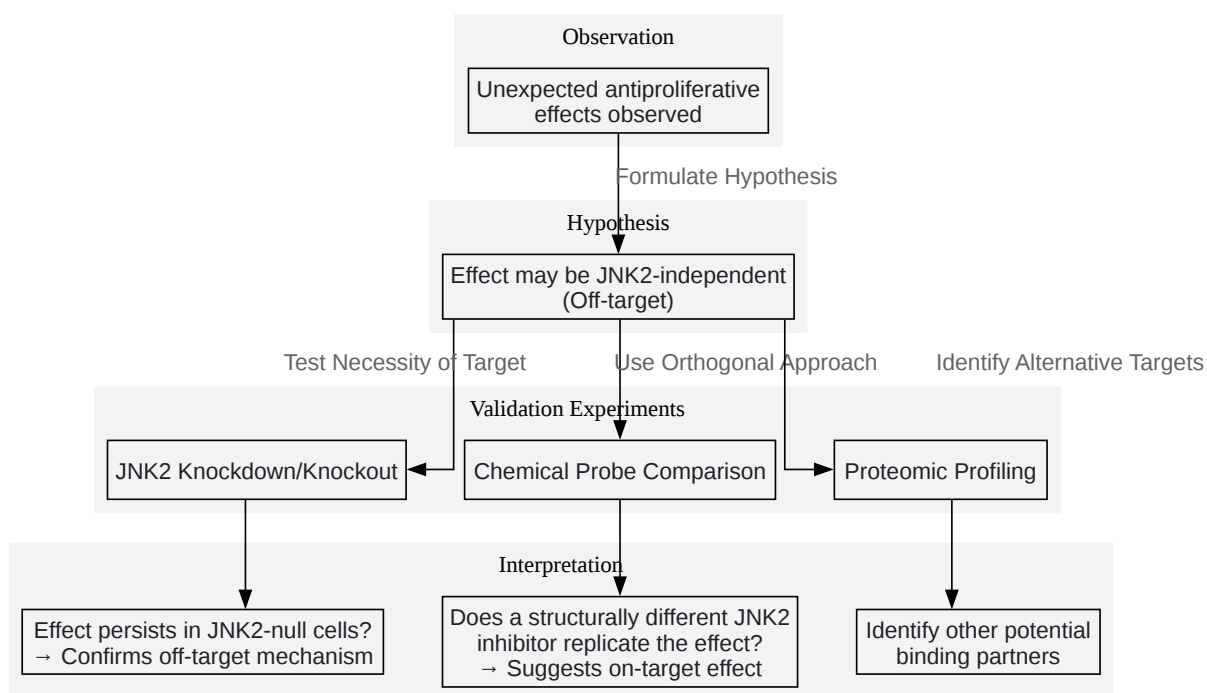 Observation
Unexpected antiproliferative
effects observed
Formulate Hypothesis
Hypothesis
Effect may be JNK2-independent
(Off-target)
Test Necessity of Target
Use Orthogonal Approach
Identify Alternative Targets
Validation Experiments
JNK2 Knockdown/Knockout
Chemical Probe Comparison
Proteomic Profiling
Interpretation
Effect persists in JNK2-null cells?
→ Confirms off-target mechanism
Does a structurally different JNK2
inhibitor replicate the effect?
→ Suggests on-target effect
Identify other potential
binding partners